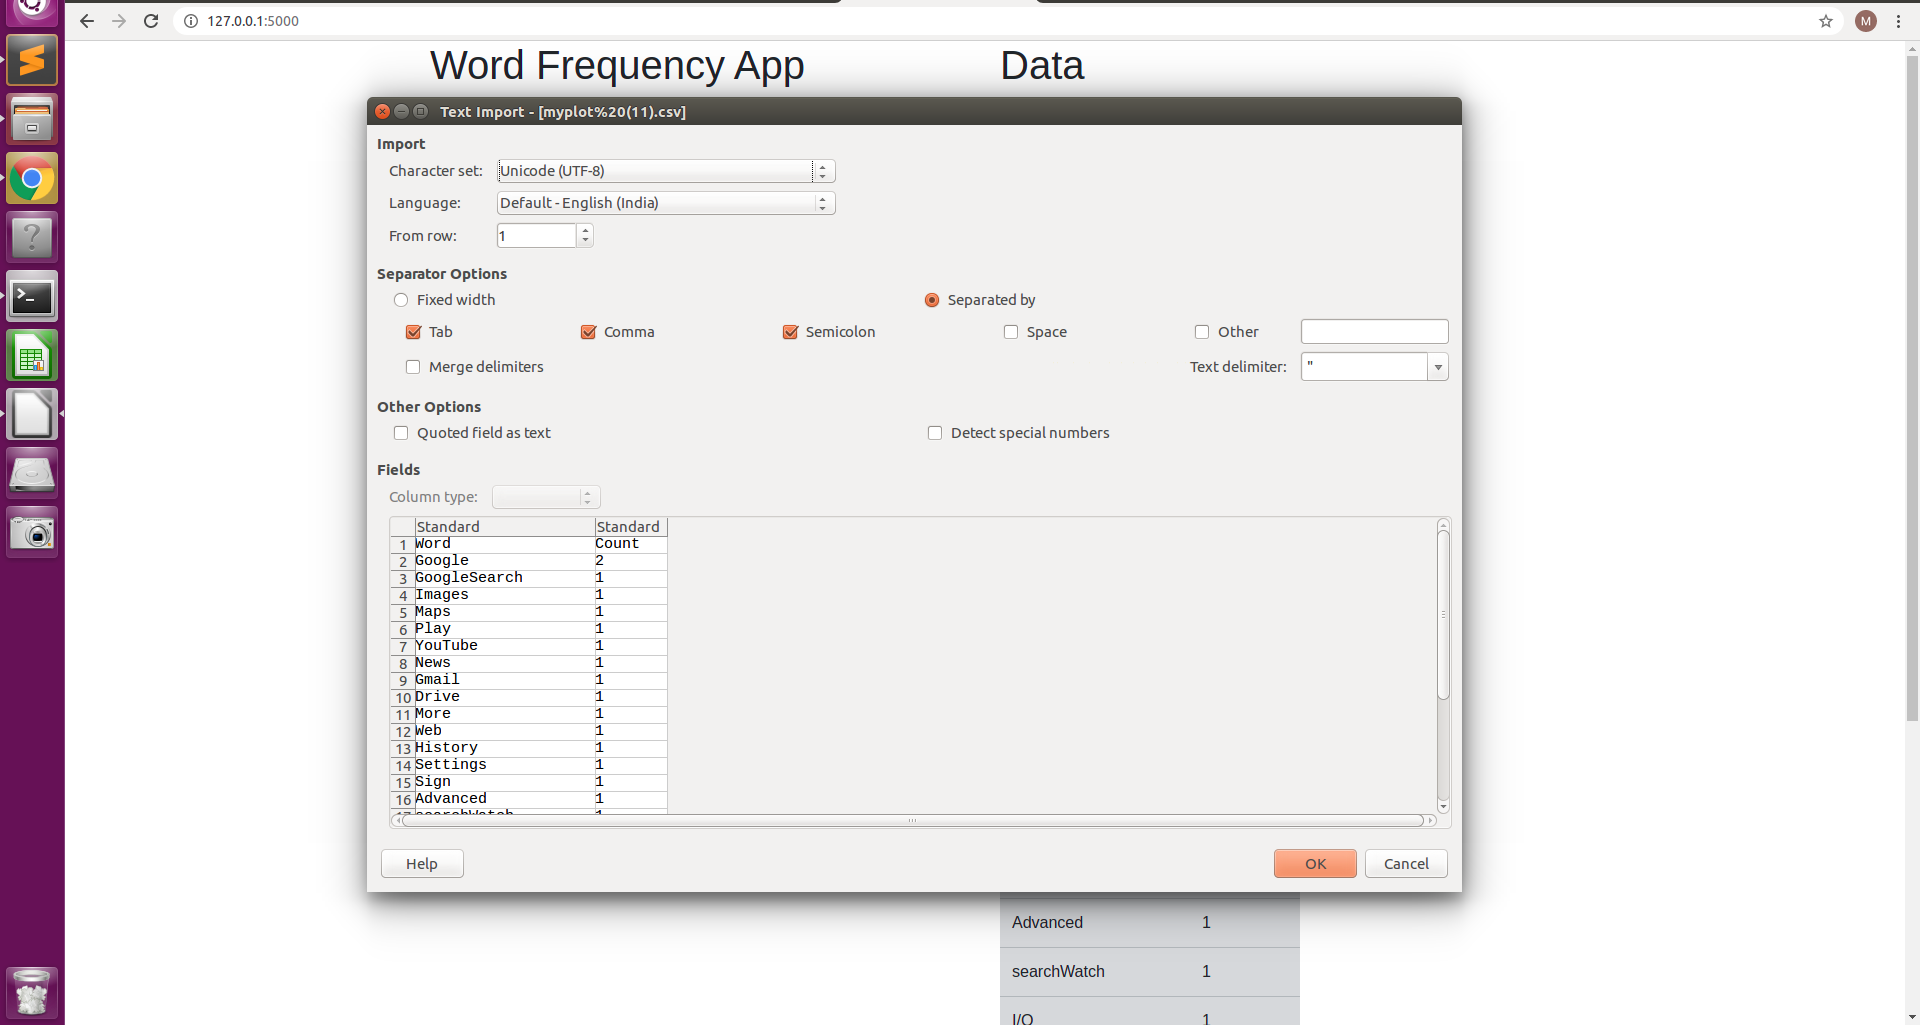 127.0.0.1:5000
M
Word Frequency App
Data
Text Import - [myplot%20(11).csv]
Import
Character set: Unicode (UTF-8)
Language: Default - English (India)
From row: 1
Separator Options
Fixed width
Separated by
Tab
Comma
Semicolon
Space
Other
Merge delimiters
Text delimiter: "
Other Options
Quoted field as text
Detect special numbers
Fields
Column type:
Standard Standard
1 Word Count
2 Google 2
3 GoogleSearch 1
4 Images 1
5 Maps 1
6 Play 1
7 YouTube 1
8 News 1
9 Gmail 1
10 Drive 1
11 More 1
12 Web 1
13 History 1
14 Settings 1
15 Sign 1
16 Advanced 1
17 searchWatch 1
Help
OK
Cancel
Advanced 1
searchWatch 1
I/O 1